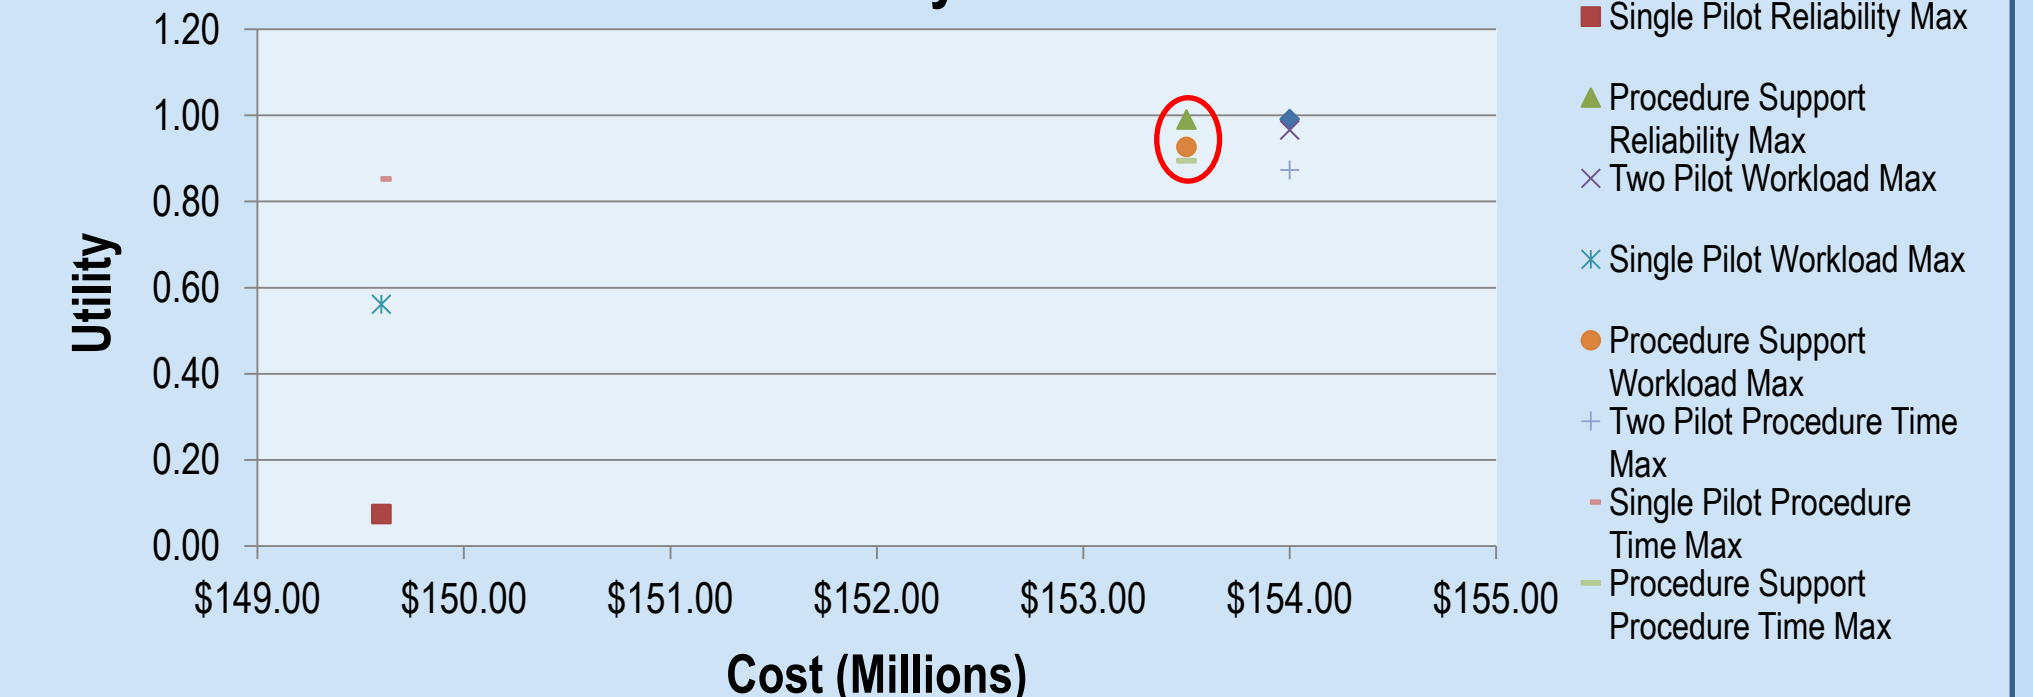 1.20
1.00
0.80
0.60
0.40
0.20
0.00
Utility
$149.00 $150.00 $151.00 $152.00 $153.00 $154.00 $155.00
Cost (Millions)
Single Pilot Reliability Max
Procedure Support
Reliability Max
Two Pilot Workload Max
Single Pilot Workload Max
Procedure Support
Workload Max
Two Pilot Procedure Time
Max
Single Pilot Procedure
Time Max
Procedure Support
Procedure Time Max